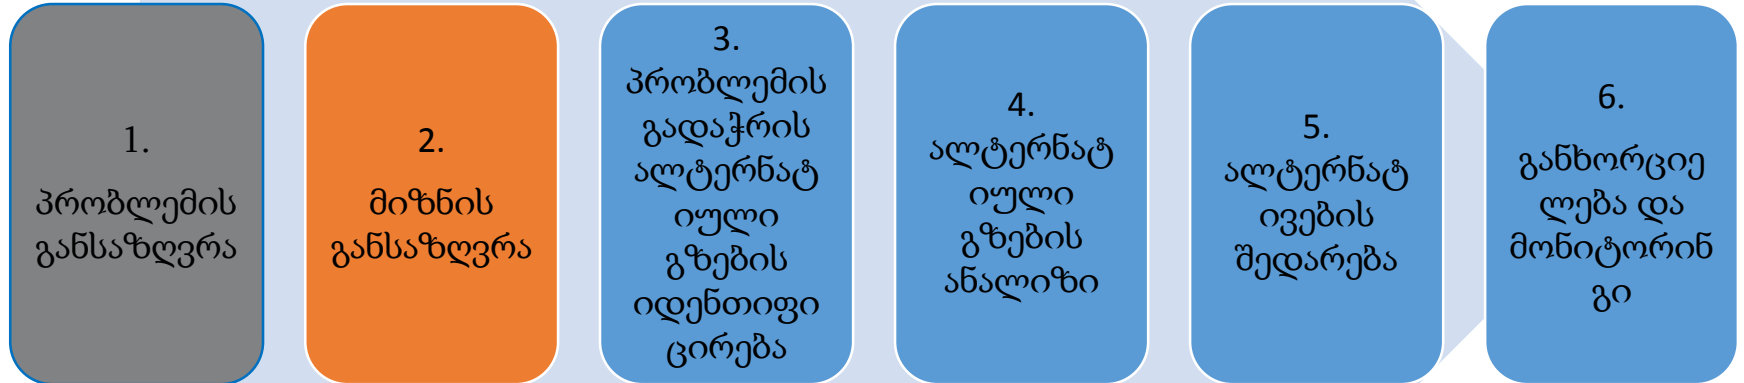 1.
პრობლემის
განსაზღვრა
2.
მიზნის
განსაზღვრა
3.
პრობლემის
გადაჭრის
ალტერნატ
იული
გზების
იდენთიფი
ცირება
4.
ალტერნატ
იული
გზების
ანალიზი
5.
ალტერნატ
ივების
შედარება
6.
განხორციე
ლება და
მონიტორინ
გი